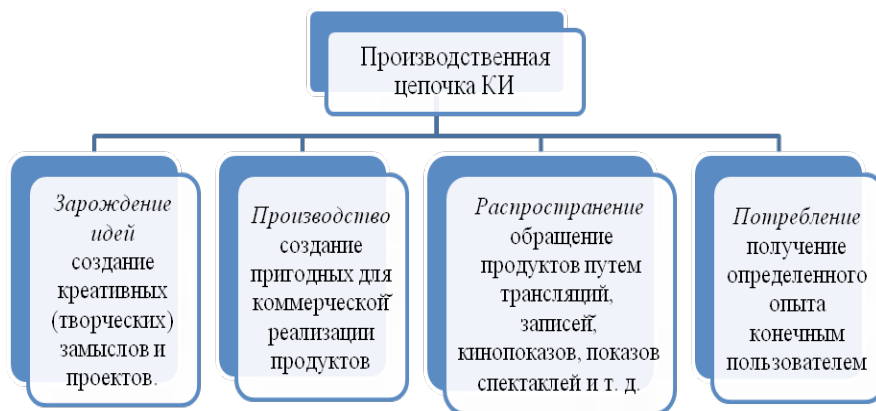 Производственная
цепочка КИ
Зарождение
идей
создание
креативных
(творческих)
замыслов и
проектов.
Производство
создание
пригодных для
коммерческой
реализации
продуктов
Распространение
обращение
продуктов путем
трансляций,
записей,
кинопоказов, показов
спектаклей и т. д.
Потребление
получение
определенного
опыта
конечным
пользователем